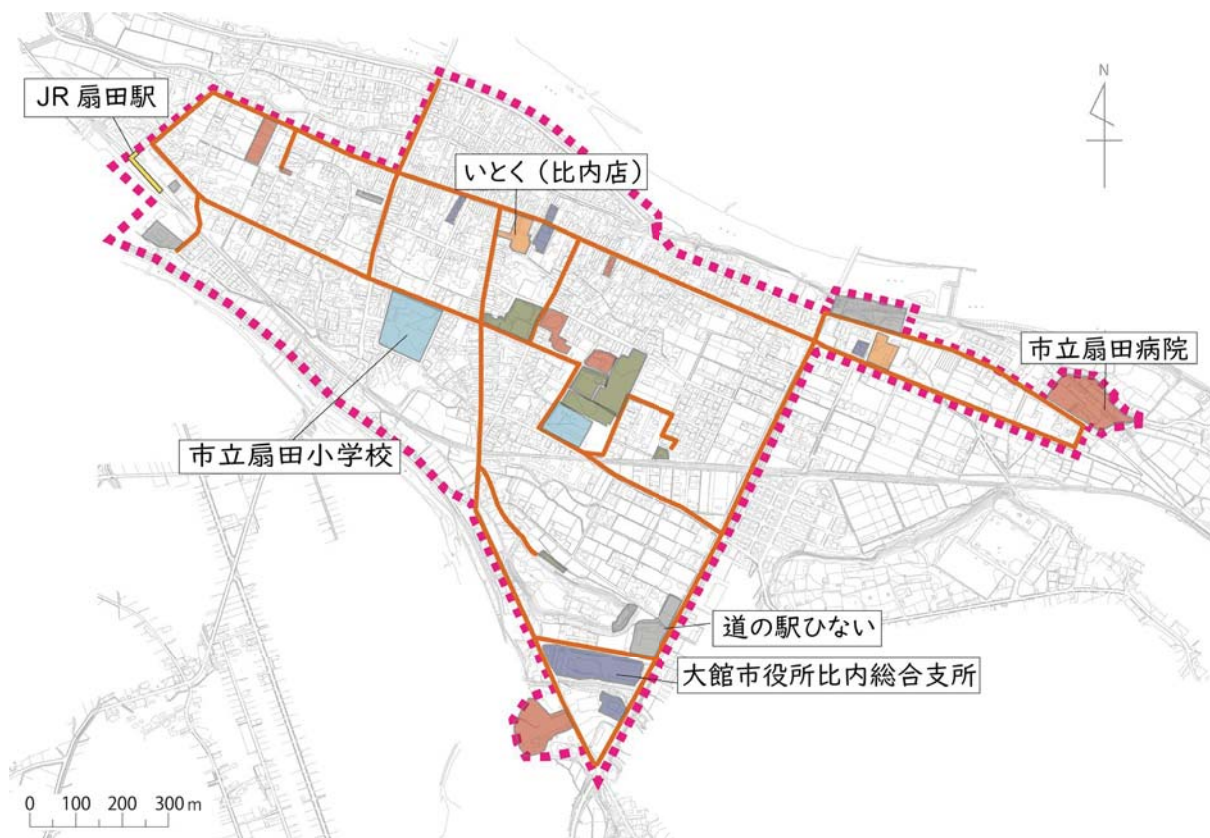 N
JR 扇田駅
いとく（比内店）
市立扇田病院
市立扇田小学校
道の駅ひない
大館市役所比内総合支所
0 100 200 300 m